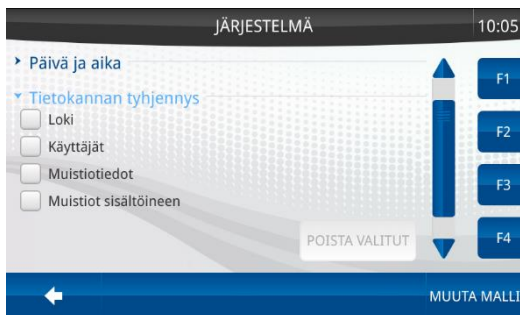 JÄRJESTELMÄ 10:05
Päivä ja aika
F1
Tietokannan tyhjennys
Loki
F2
Käyttäjät
Muistiotiedot
F3
Muistiot sisältöineen
POISTA VALITUT
F4
MUUTA MALLI